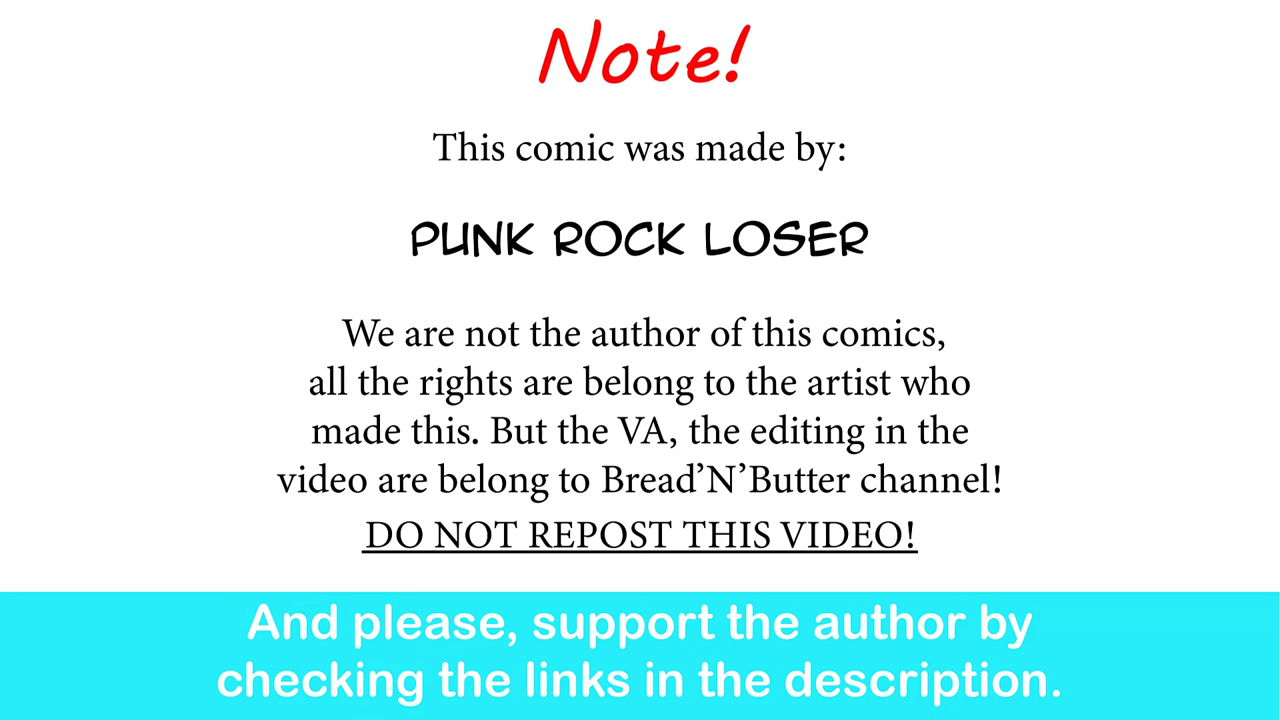 Note!
This comic was made by:
PUNK ROCK LOSER
We are not the author of this comics,
all the rights are belong to the artist who
made this. But the VA, the editing in the
video are belong to Bread’N’Butter channel!
DO NOT REPOST THIS VIDEO!
And please, support the author by
checking the links in the description.